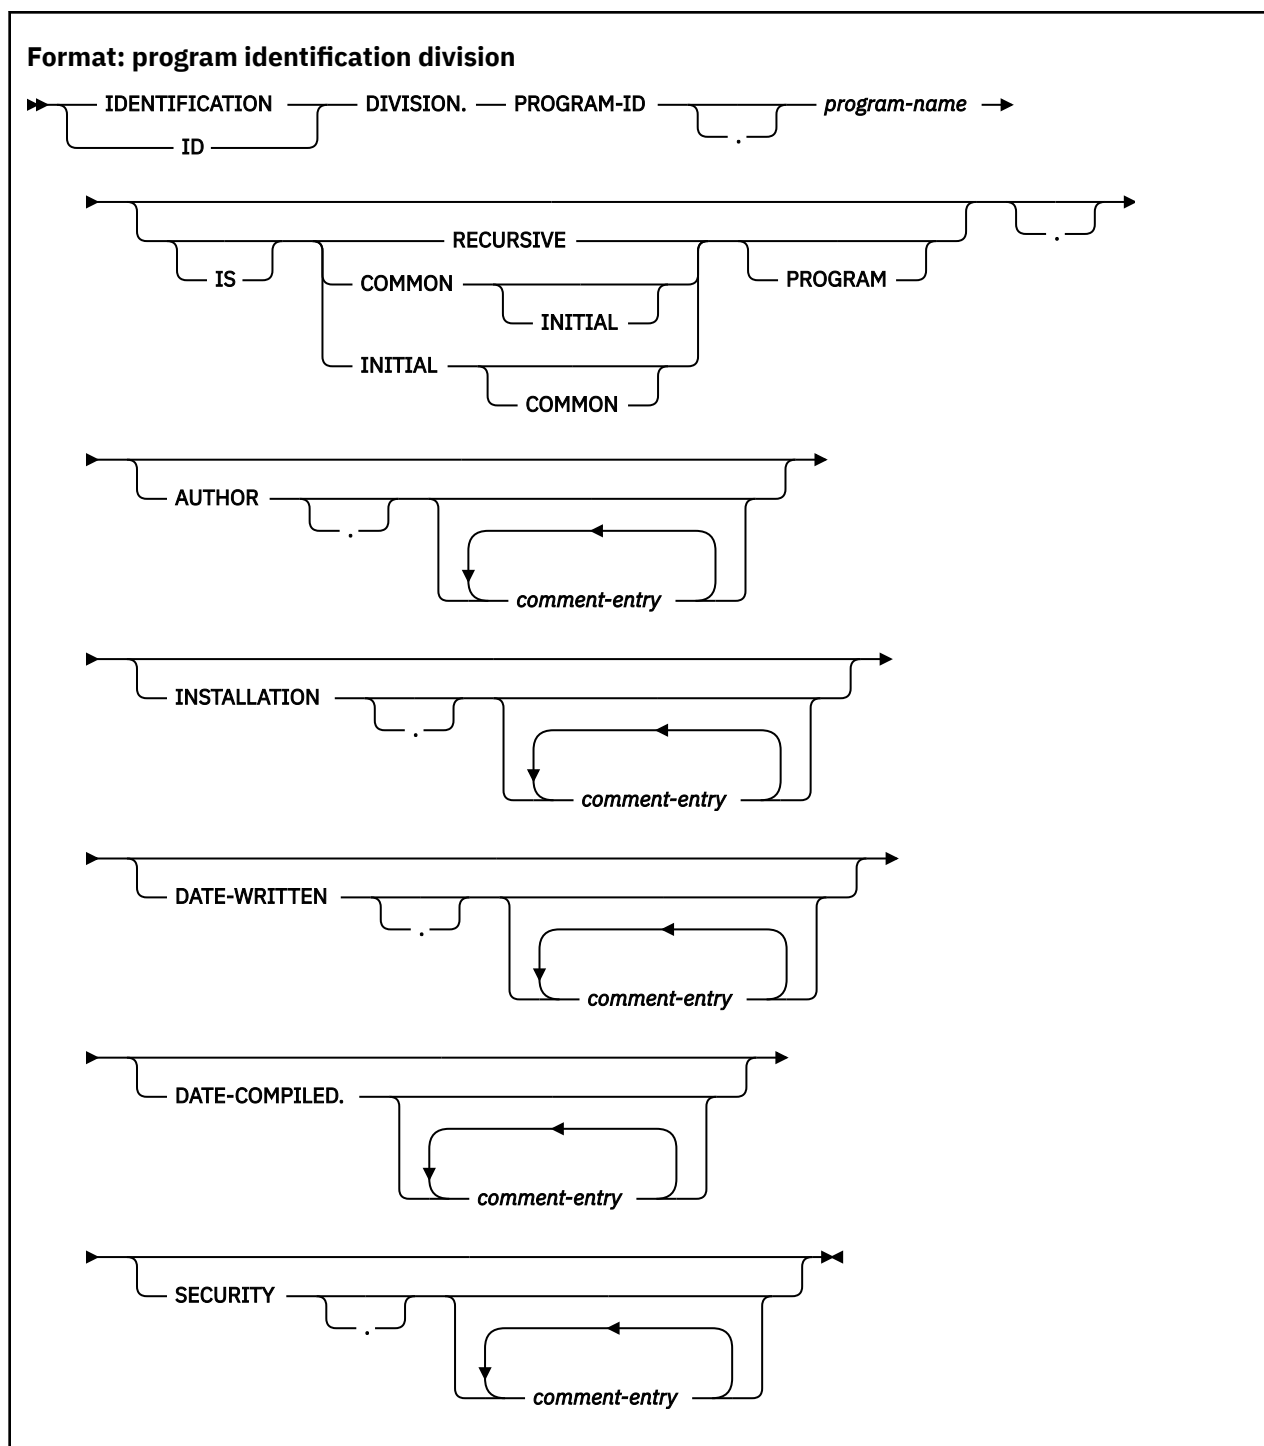 Format: program identification division
IDENTIFICATION DIVISION. PROGRAM-ID program-name
ID .
RECURSIVE .
IS COMMON PROGRAM
INITIAL
INITIAL
COMMON
AUTHOR
.
comment-entry
INSTALLATION
.
comment-entry
DATE-WRITTEN
.
comment-entry
DATE-COMPILED.
comment-entry
SECURITY
.
comment-entry